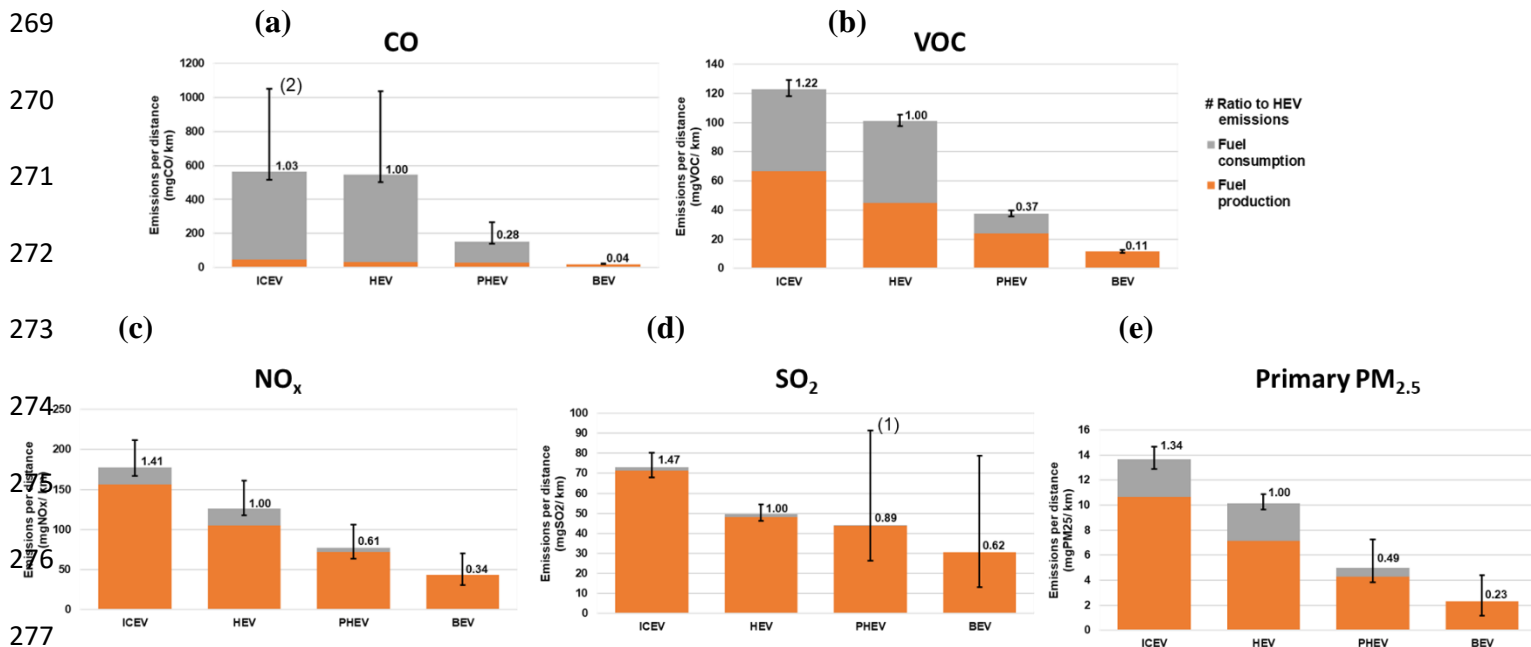 269
(a)
(b)
CO
VOC
Emissions per distance
(mgCO/ km)
1200
1000
800
600
400
200
0
(2)
1.03
1.00
0.28
0.04
ICEV
HEV
PHEV
BEV
270
271
272
Emissions per distance
(mgVOC/ km)
140
120
100
80
60
40
20
0
1.22
1.00
0.37
0.11
ICEV
HEV
PHEV
BEV
# Ratio to HEV
emissions
Fuel
consumption
Fuel
production
273
(c)
(d)
(e)
NOx
SO2
Primary PM2.5
274
275
276
277
Emissions per distance
(mgNOx/ km)
250
200
150
100
50
0
1.41
1.00
0.61
0.34
ICEV
HEV
PHEV
BEV
Emissions per distance
(mgSO2/ km)
100
90
80
70
60
50
40
30
20
10
0
1.47
1.00
(1)
0.89
0.62
ICEV
HEV
PHEV
BEV
Emissions per distance
(mgPM25/ km)
16
14
12
10
8
6
4
2
0
1.34
1.00
0.49
0.23
ICEV
HEV
PHEV
BEV